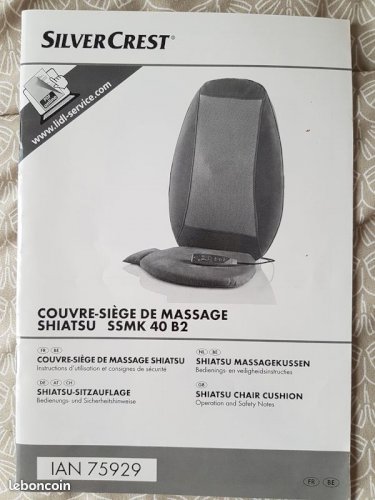 SILVERCREST®
www.lidl-service.com
COUVRE-SIÈGE DE MASSAGE
SHIATSU SSMK 40 B2
FR BE
COUVRE-SIÈGE DE MASSAGE SHIATSU
Instructions d'utilisation et consignes de sécurité
NL BE
SHIATSU MASSAGEKUSSEN
Bedienings- en veiligheidsinstructies
DE AT CH
SHIATSU-SITZAUFLAGE
Bedienungs- und Sicherheitshinweise
GB
SHIATSU CHAIR CUSHION
Operation and Safety Notes
IAN 75929
FR BE
leboncoin